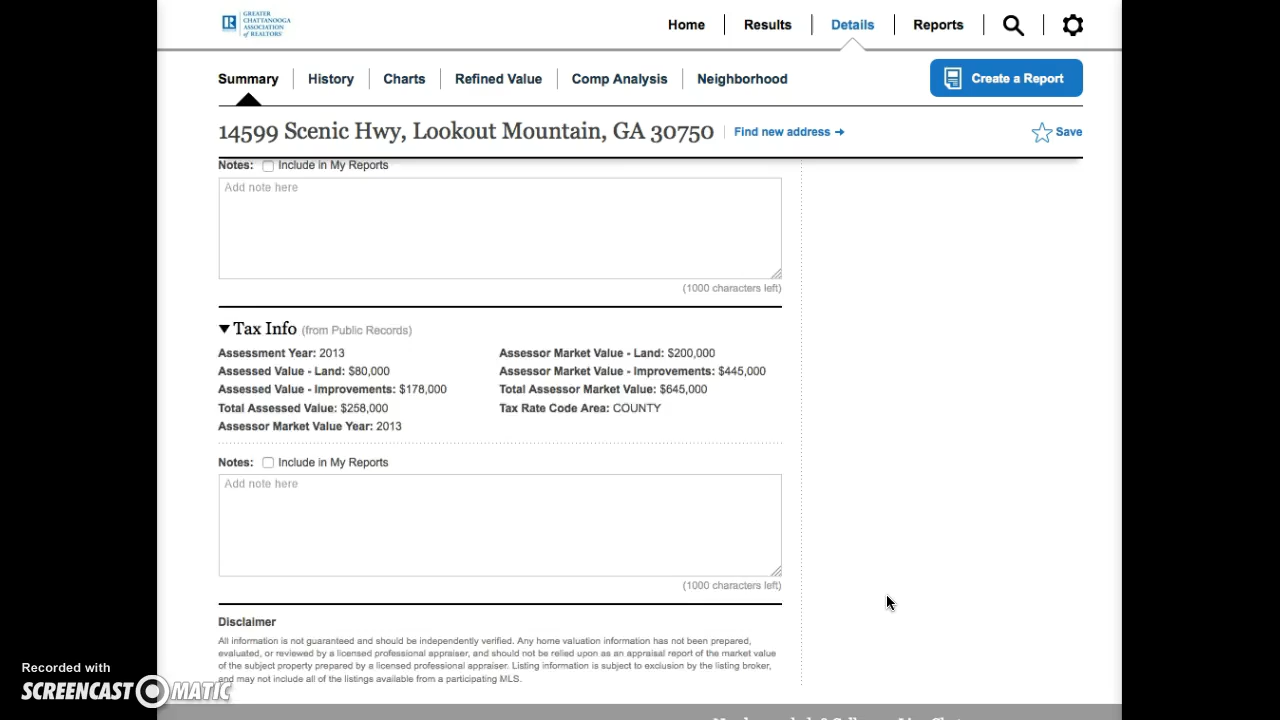 GREATER
CHATTANOOGA
ASSOCIATION
of REALTORS
Home
Results
Details
Reports
Summary
History
Charts
Refined Value
Comp Analysis
Neighborhood
Create a Report
14599 Scenic Hwy, Lookout Mountain, GA 30750
Find new address →
Save
Notes: Include in My Reports
Add note here
(1000 characters left)
Tax Info (from Public Records)
Assessment Year: 2013
Assessed Value - Land: $80,000
Assessed Value - Improvements: $178,000
Total Assessed Value: $258,000
Assessor Market Value Year: 2013
Assessor Market Value - Land: $200,000
Assessor Market Value - Improvements: $445,000
Total Assessor Market Value: $645,000
Tax Rate Code Area: COUNTY
Notes: Include in My Reports
Add note here
(1000 characters left)
Disclaimer
All information is not guaranteed and should be independently verified. Any home valuation information has not been prepared,
evaluated, or reviewed by a licensed professional appraiser, and should not be relied upon as an appraisal report of the market value
of the subject property prepared by a licensed professional appraiser. Listing information is subject to exclusion by the listing broker,
and may not include all of the listings available from a participating MLS.
Recorded with
SCREENCAST-O-MATIC